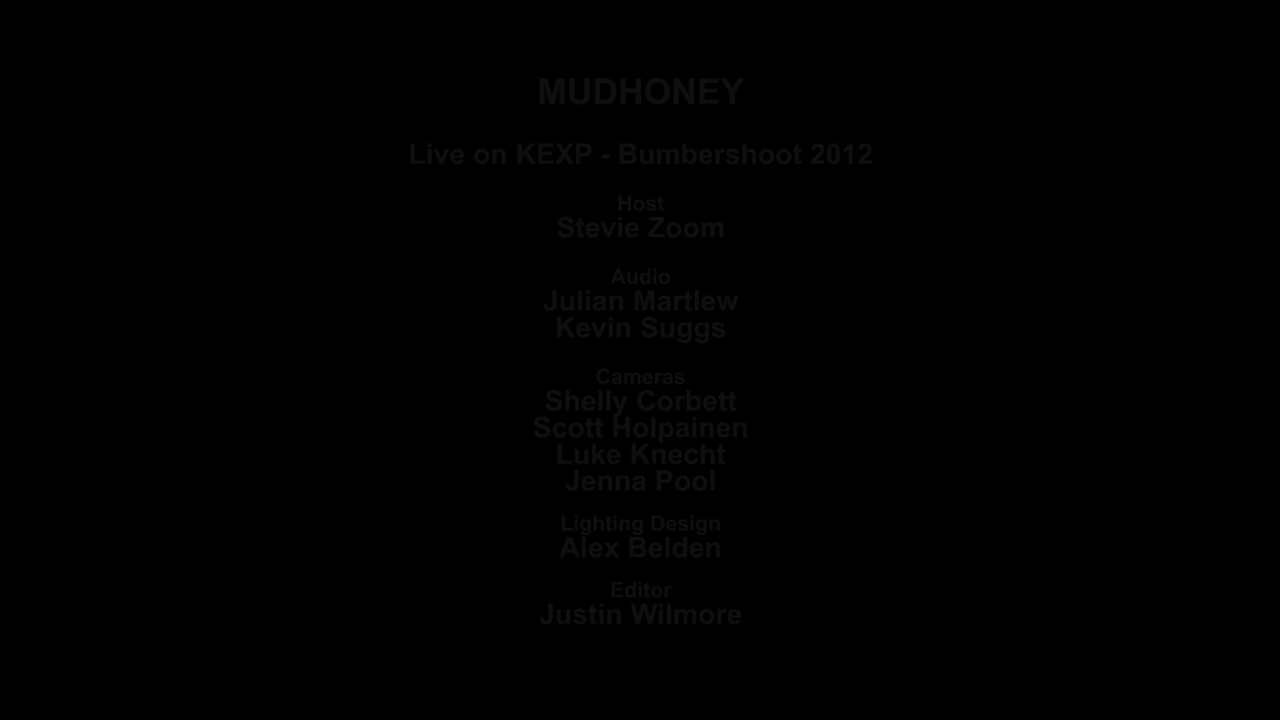 MUDHONEY
Live on KEXP - Bumbershoot 2012
Host
Stevie Zoom
Audio
Julian Martlew
Kevin Suggs
Cameras
Shelly Corbett
Scott Holpainen
Luke Knecht
Jenna Pool
Lighting Design
Alex Belden
Editor
Justin Wilmore